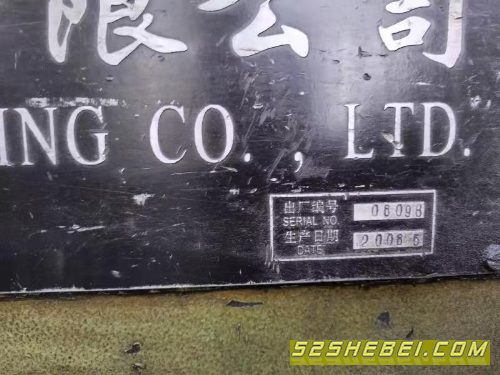 限公司
ING CO., LTD.
出厂编号
SERIAL NO 06098
生产日期
DATE 2006 6
52SHEBEI.COM